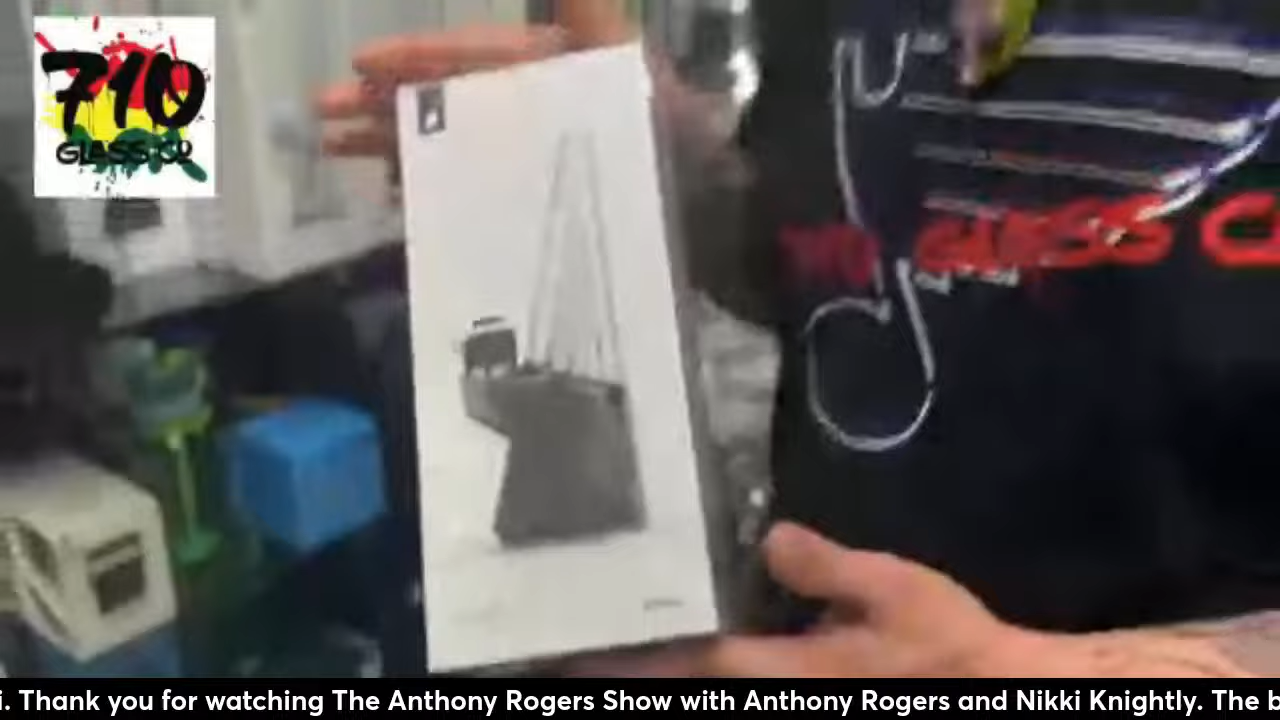 710
GLASS CO
GLASS C
i. Thank you for watching The Anthony Rogers Show with Anthony Rogers and Nikki Knightly. The b